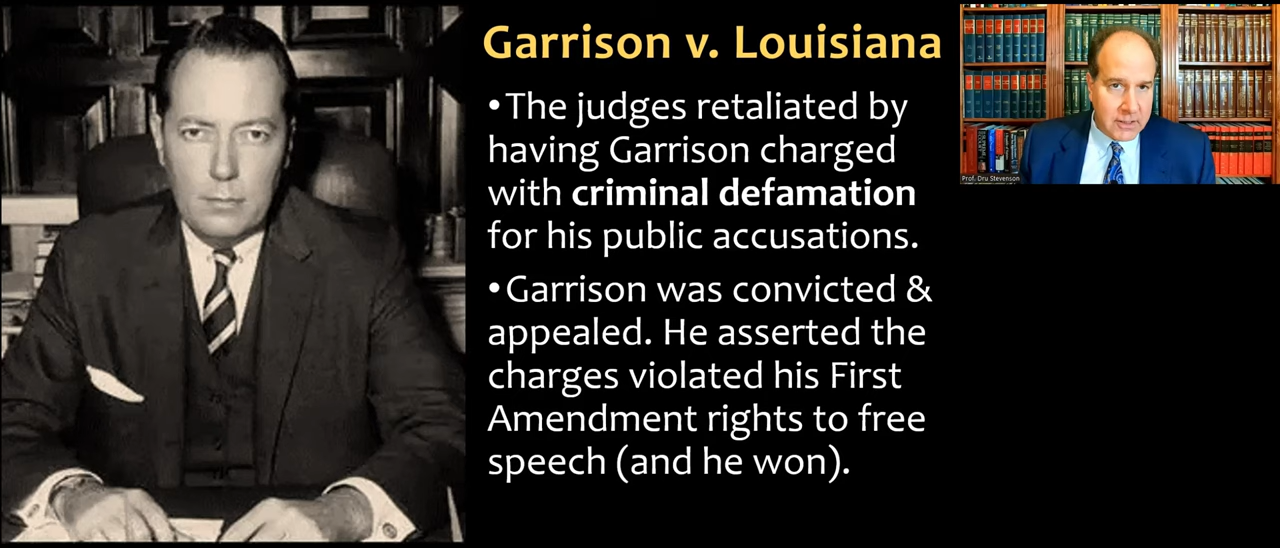 Garrison v. Louisiana
•The judges retaliated by
having Garrison charged
with criminal defamation
for his public accusations.
•Garrison was convicted &
appealed. He asserted the
charges violated his First
Amendment rights to free
speech (and he won).
Prof. Dru Stevenson